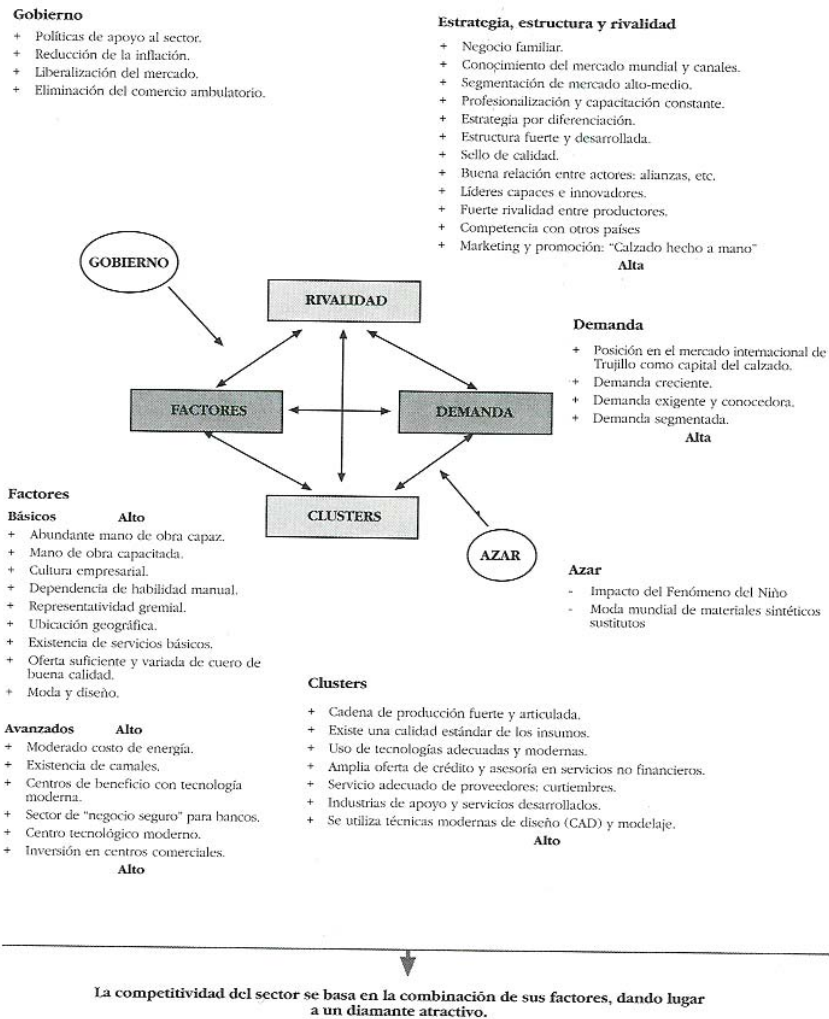 Gobierno
+ Políticas de apoyo al sector.
+ Reducción de la inflación.
+ Liberalización del mercado.
+ Eliminación del comercio ambulatorio.
Estrategia, estructura y rivalidad
+ Negocio familiar.
+ Conocimiento del mercado mundial y canales.
+ Segmentación de mercado alto-medio.
+ Profesionalización y capacitación constante.
+ Estrategia por diferenciación.
+ Estructura fuerte y desarrollada.
+ Sello de calidad.
+ Buena relación entre actores: alianzas, etc.
+ Líderes capaces e innovadores.
+ Fuerte rivalidad entre productores.
+ Competencia con otros países
+ Marketing y promoción: "Calzado hecho a mano"
Alta
GOBIERNO
RIVALIDAD
FACTORES
DEMANDA
CLUSTERS
AZAR
Demanda
+ Posición en el mercado internacional de
Trujillo como capital del calzado.
+ Demanda creciente.
+ Demanda exigente y conocedora.
+ Demanda segmentada.
Alta
Factores
Básicos Alto
+ Abundante mano de obra capaz.
+ Mano de obra capacitada.
+ Cultura empresarial.
+ Dependencia de habilidad manual.
+ Representatividad gremial.
+ Ubicación geográfica.
+ Existencia de servicios básicos.
+ Oferta suficiente y variada de cuero de
buena calidad.
+ Moda y diseño.
Avanzados Alto
+ Moderado costo de energía.
+ Existencia de camales.
+ Centros de beneficio con tecnología
moderna.
+ Sector de "negocio seguro" para bancos.
+ Centro tecnológico moderno.
+ Inversión en centros comerciales.
Alto
Azar
- Impacto del Fenómeno del Niño
- Moda mundial de materiales sintéticos
sustitutos
Clusters
+ Cadena de producción fuerte y articulada.
+ Existe una calidad estándar de los insumos.
+ Uso de tecnologías adecuadas y modernas.
+ Amplia oferta de crédito y asesoría en servicios no financieros.
+ Servicio adecuado de proveedores: curtiembres.
+ Industrias de apoyo y servicios desarrollados.
+ Se utiliza técnicas modernas de diseño (CAD) y modelaje.
Alto
La competitividad del sector se basa en la combinación de sus factores, dando lugar
a un diamante atractivo.